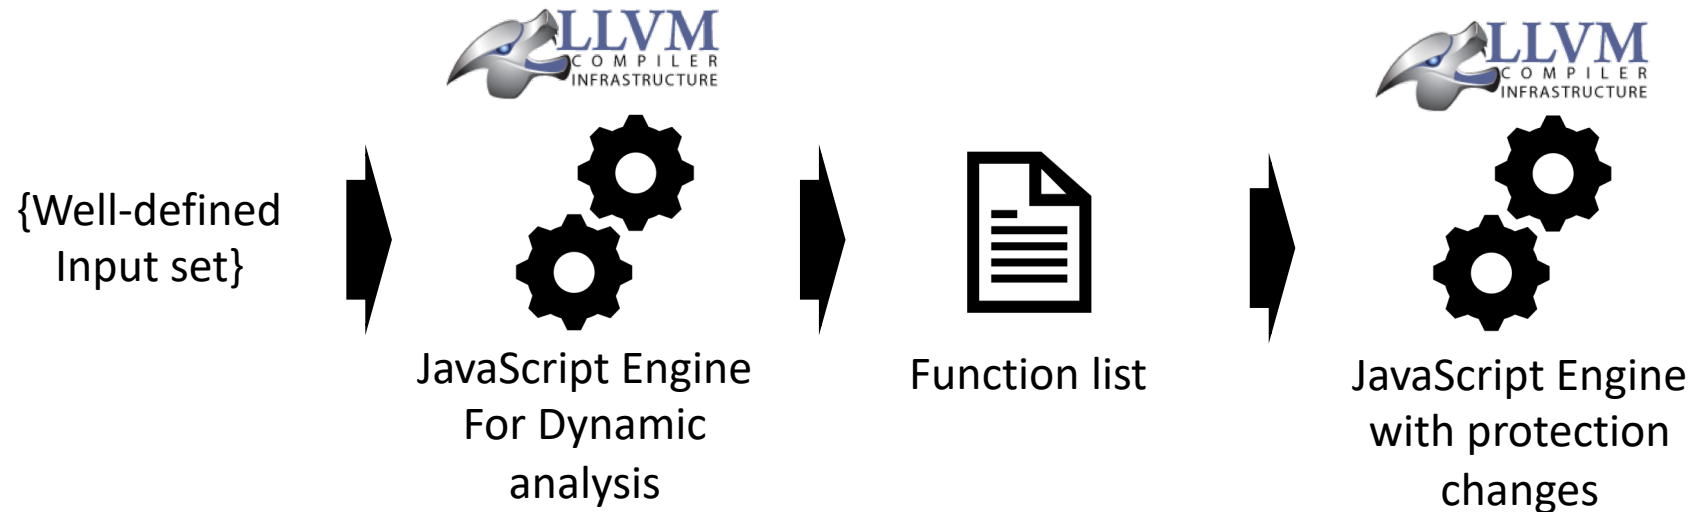 LLVM
COMPILER
INFRASTRUCTURE
LLVM
COMPILER
INFRASTRUCTURE
{Well-defined
Input set}
JavaScript Engine
For Dynamic
analysis
Function list
JavaScript Engine
with protection
changes